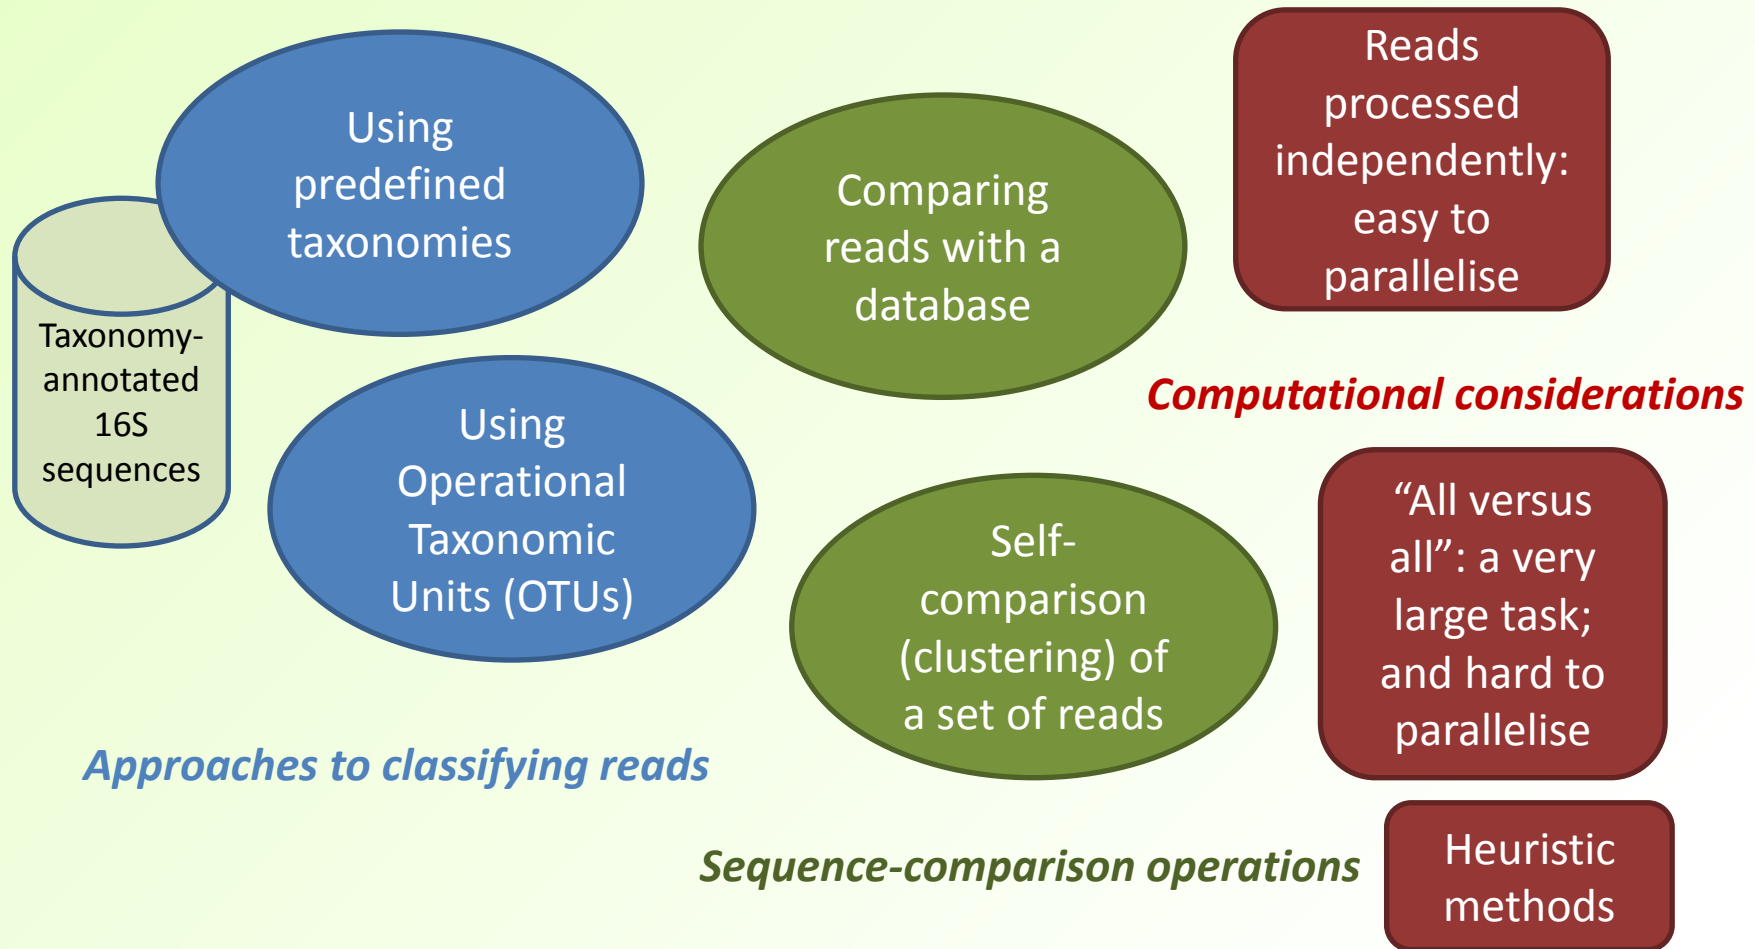 Using
predefined
taxonomies
Taxonomy-
annotated
16S
sequences
Using
Operational
Taxonomic
Units (OTUs)
Approaches to classifying reads
Comparing
reads with a
database
Self-
comparison
(clustering) of
a set of reads
Sequence-comparison operations
Reads
processed
independently:
easy to
parallelise
Computational considerations
“All versus
all”: a very
large task;
and hard to
parallelise
Heuristic
methods